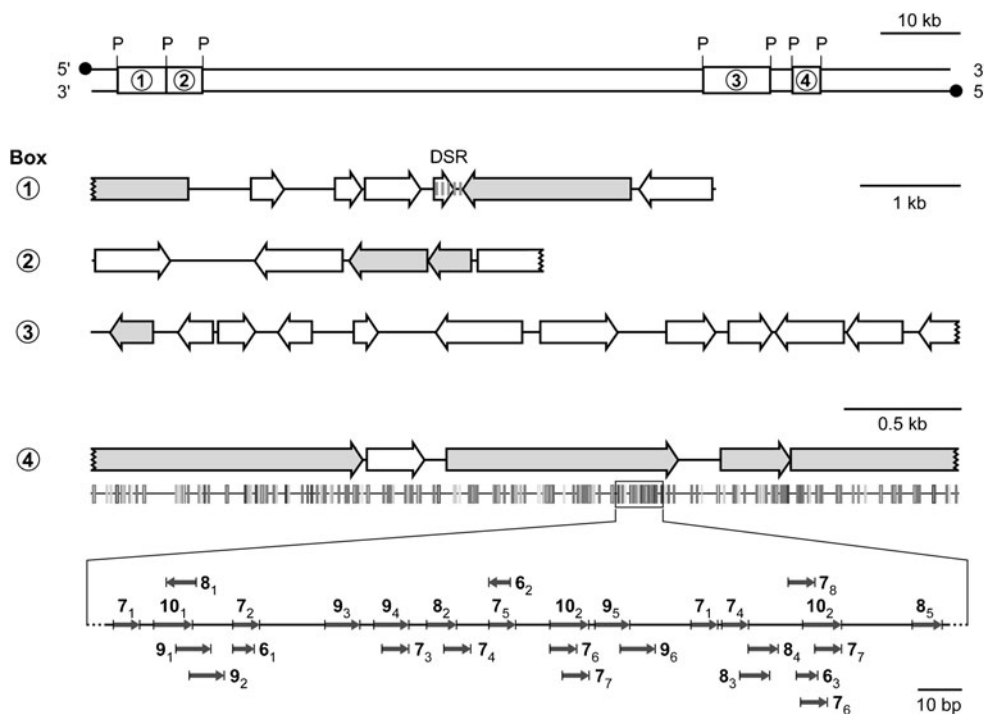 10 kb
P P P P P P P
5' ① ② ③ ④ 3
3' 5
Box
DSR
① 1 kb
②
③
0.5 kb
④
8₁ 6₂ 7₈
7₁ 10₁ 7₂ 9₃ 9₄ 8₂ 7₅ 10₂ 9₅ 7₁ 7₄ 10₂ 8₅
9₁ 6₁ 7₃ 7₄ 7₆ 9₆ 8₄ 7₇
9₂ 7₇ 8₃ 6₃
7₆ 10 bp